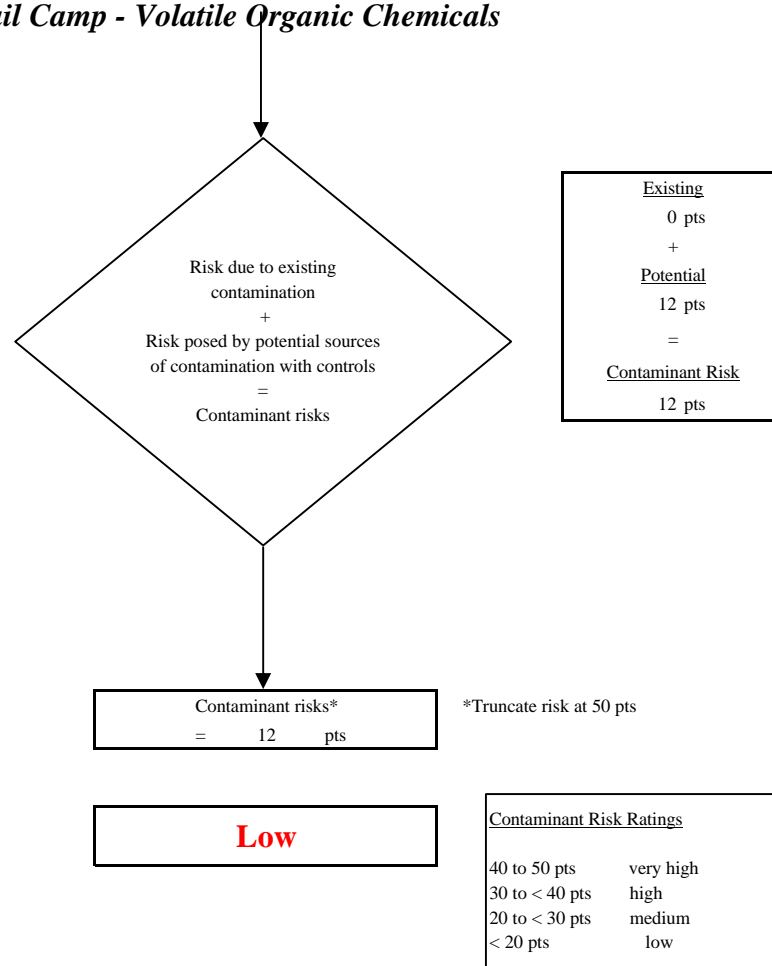 Camp - Volatile Organic Chemicals
Risk due to existing
contamination
+
Risk posed by potential sources
of contamination with controls
=
Contaminant risks
Existing
0 pts
+
Potential
12 pts
=
Contaminant Risk
12 pts
Contaminant risks*
= 12 pts
*Truncate risk at 50 pts
Low
Contaminant Risk Ratings
40 to 50 pts very high
30 to < 40 pts high
20 to < 30 pts medium
< 20 pts low